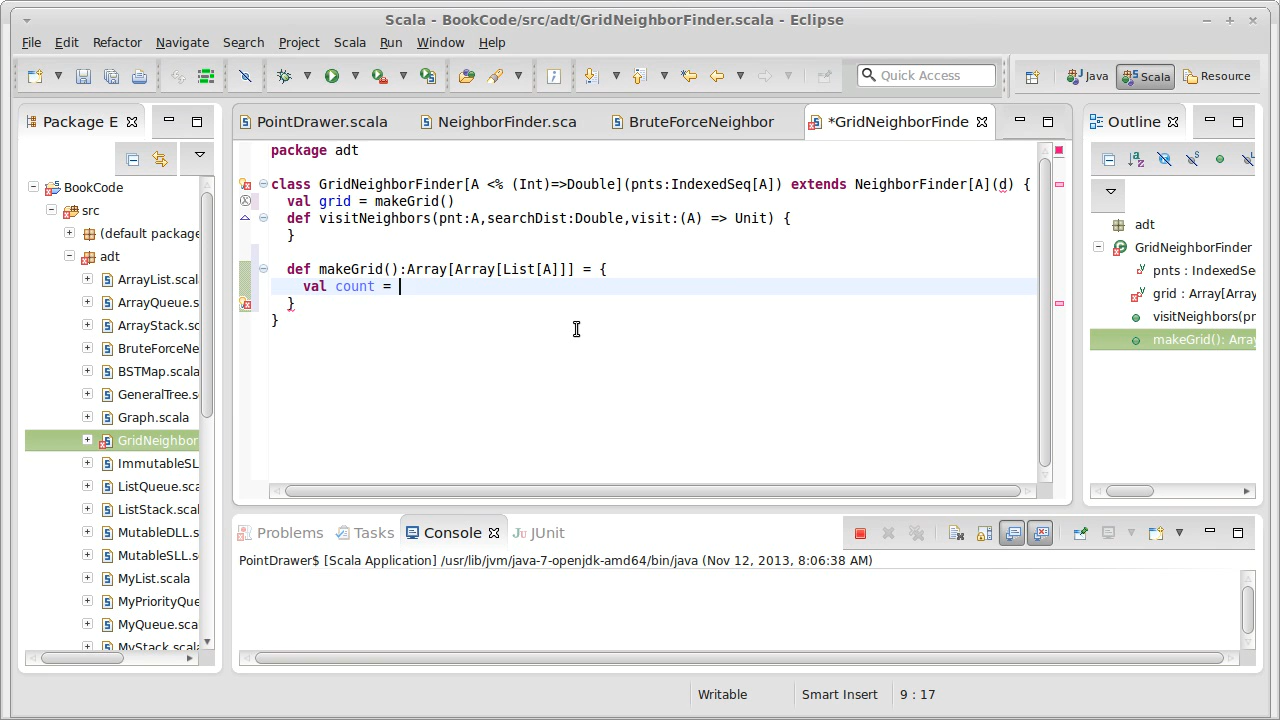 Scala - BookCode/src/adt/GridNeighborFinder.scala - Eclipse
File Edit Refactor Navigate Search Project Scala Run Window Help
Quick Access
Java
Scala
Resource
Package E
PointDrawer.scala
NeighborFinder.sca
BruteForceNeighbor
*GridNeighborFinde
Outline
BookCode
src
(default package
adt
ArrayList.scal
ArrayQueue.s
ArrayStack.sc
BruteForceNe
BSTMap.scala
GeneralTree.s
Graph.scala
GridNeighbor
ImmutableSL
ListQueue.sca
ListStack.scal
MutableDLL.s
MutableSLL.s
MyList.scala
MyPriorityQue
MyQueue.sca
MyStack.scala
package adt
class GridNeighborFinder[A <% (Int)=>Double](pnts:IndexedSeq[A]) extends NeighborFinder[A](d) {
val grid = makeGrid()
def visitNeighbors(pnt:A,searchDist:Double,visit:(A) => Unit) {
}
def makeGrid():Array[Array[List[A]]] = {
val count =
}
}
adt
GridNeighborFinder
pnts : IndexedSe
grid : Array[Array
visitNeighbors(pr
makeGrid(): Array
Problems
Tasks
Console
JUnit
PointDrawer$ [Scala Application] /usr/lib/jvm/java-7-openjdk-amd64/bin/java (Nov 12, 2013, 8:06:38 AM)
Writable
Smart Insert
9 : 17